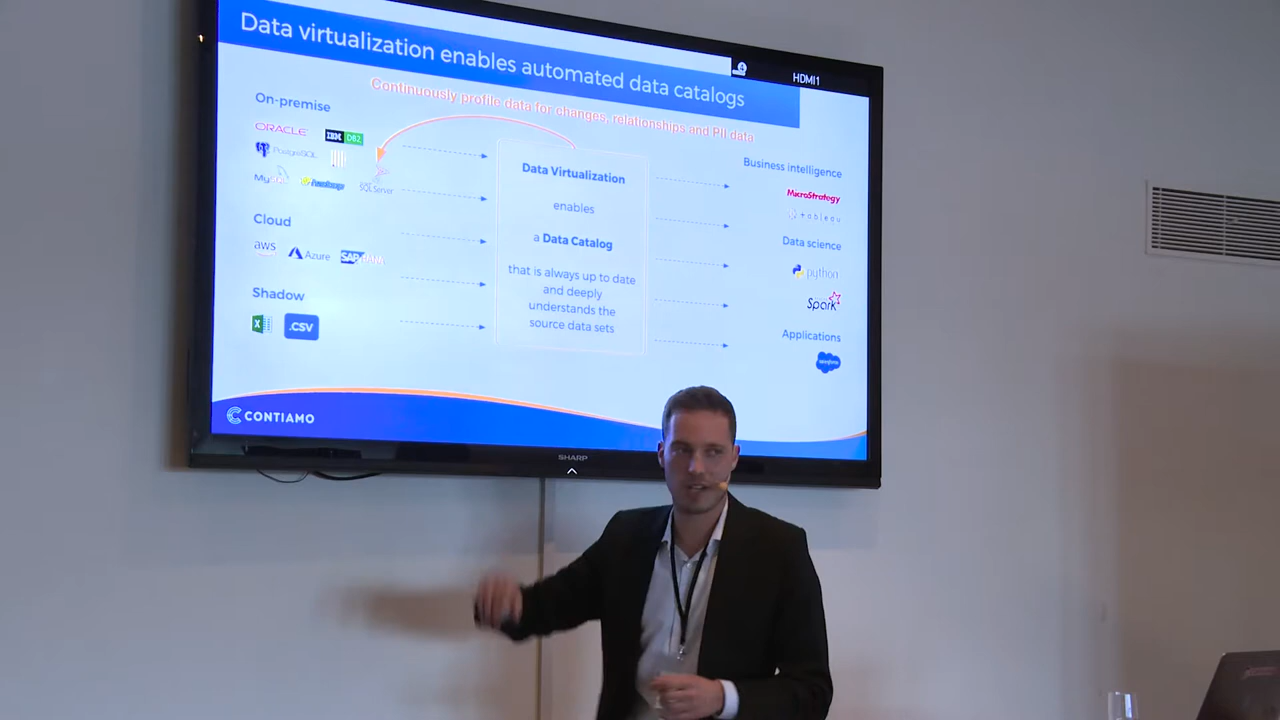 Data virtualization enables automated data catalogs
HDMI1
Continuously profile data for changes, relationships and PII data
On-premise
ORACLE
IBM DB2
PostgreSQL
MySQL
SQL Server
Cloud
aws
Azure
SAP HANA
Shadow
X
.CSV
Data Virtualization
enables
a Data Catalog
that is always up to date
and deeply
understands the
source data sets
Business intelligence
MicroStrategy
+ a b l e a u
Data science
python
Spark
Applications
salesforce
CONTIAMO
SHARP